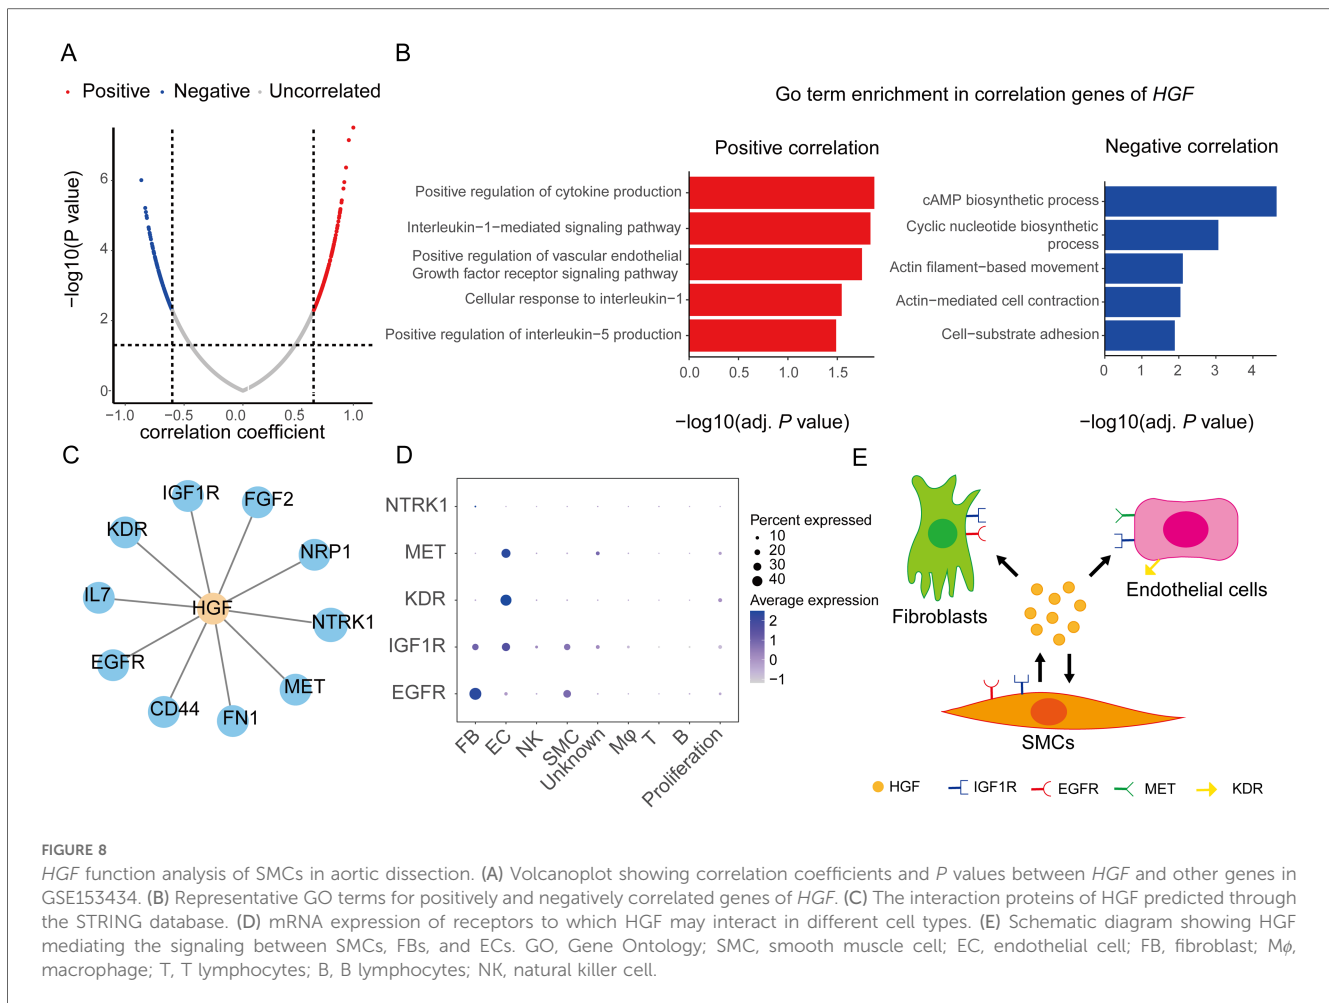 A
Positive
Negative
Uncorrelated
−log10(P value)
6
4
2
0
−1.0
−0.5
0.0
0.5
1.0
correlation coefficient
B
Go term enrichment in correlation genes of HGF
Positive correlation
Positive regulation of cytokine production
Interleukin−1−mediated signaling pathway
Positive regulation of vascular endothelial
Growth factor receptor signaling pathway
Cellular response to interleukin−1
Positive regulation of interleukin−5 production
0.0
0.5
1.0
1.5
−log10(adj. P value)
Negative correlation
cAMP biosynthetic process
Cyclic nucleotide biosynthetic
process
Actin filament−based movement
Actin−mediated cell contraction
Cell−substrate adhesion
0
1
2
3
4
−log10(adj. P value)
C
IGF1R
FGF2
KDR
NRP1
IL7
HGF
NTRK1
EGFR
MET
CD44
FN1
D
NTRK1
MET
KDR
IGF1R
EGFR
FB
EC
NK
SMC
Unknown
Mφ
T
B
Proliferation
Percent expressed
10
20
30
40
Average expression
2
1
0
−1
E
Fibroblasts
Endothelial cells
SMCs
HGF
IGF1R
EGFR
MET
KDR
FIGURE 8
HGF function analysis of SMCs in aortic dissection. (A) Volcanoplot showing correlation coefficients and P values between HGF and other genes in
GSE153434. (B) Representative GO terms for positively and negatively correlated genes of HGF. (C) The interaction proteins of HGF predicted through
the STRING database. (D) mRNA expression of receptors to which HGF may interact in different cell types. (E) Schematic diagram showing HGF
mediating the signaling between SMCs, FBs, and ECs. GO, Gene Ontology; SMC, smooth muscle cell; EC, endothelial cell; FB, fibroblast; Mϕ,
macrophage; T, T lymphocytes; B, B lymphocytes; NK, natural killer cell.